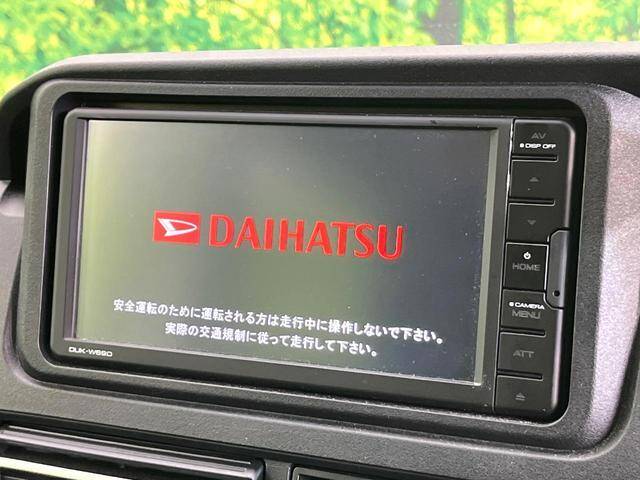 AV
DISP OFF
DAIHATSU
HOME
CAMERA
MENU
安全運転のために運転される方は走行中に操作しないで下さい。
実際の交通規制に従って走行して下さい。
ATT
DUK-W69D